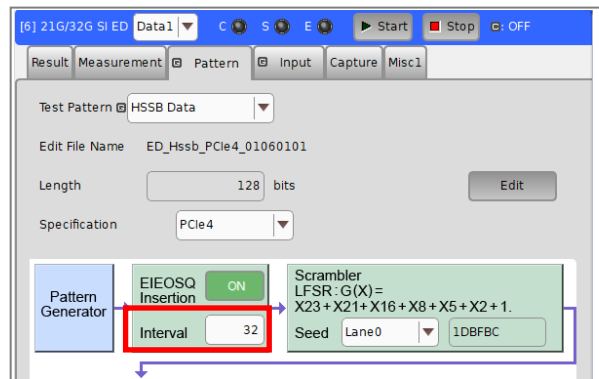 [6] 21G/32G SI ED Data1 C S E Start Stop C: OFF
Result Measurement C Pattern C Input Capture Misc1
Test Pattern C HSSB Data
Edit File Name ED_Hssb_PCIe4_01060101
Length 128 bits Edit
Specification PCIe4
Pattern Generator
EIEOSQ Insertion ON
Interval 32
Scrambler
LFSR : G(X)=
X23+X21+X16+X8+X5+X2+1.
Seed Lane0 1DBFBC